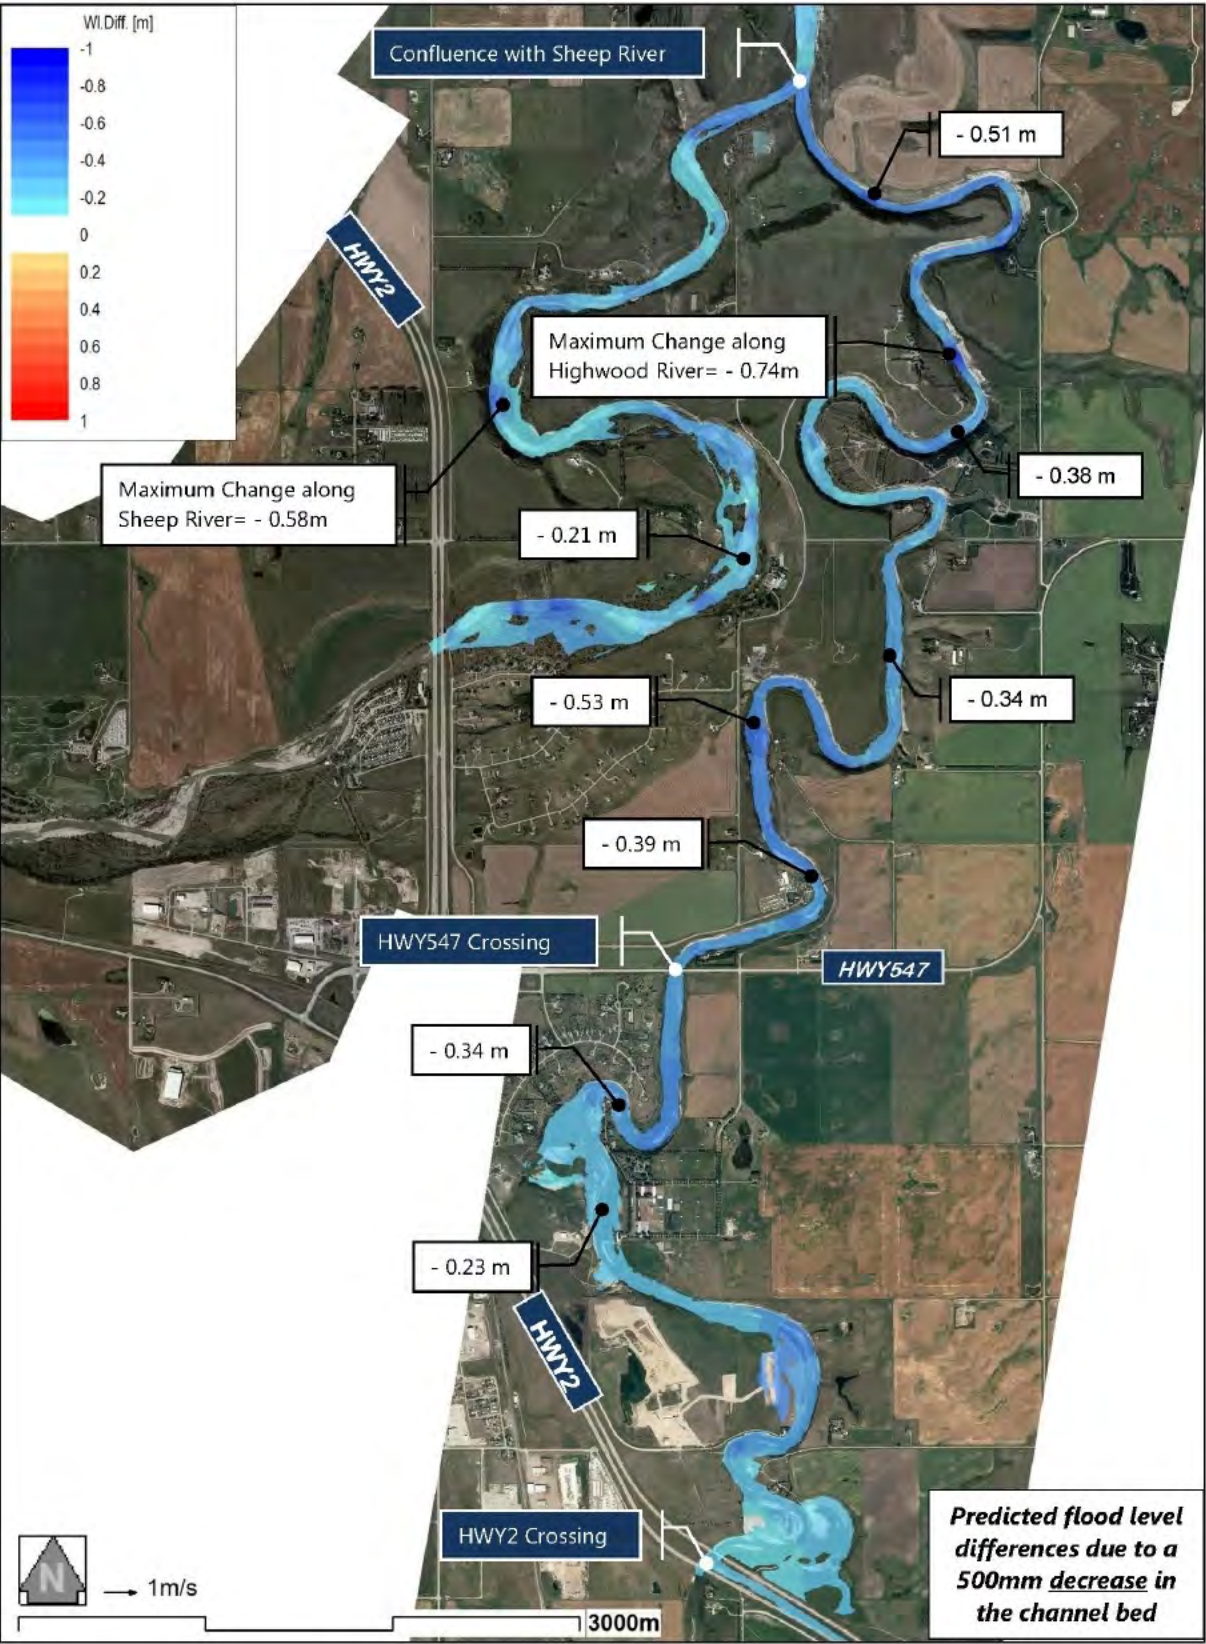 Wl.Diff. [m]
-1
-0.8
-0.6
-0.4
-0.2
0
0.2
0.4
0.6
0.8
1
Confluence with Sheep River
- 0.51 m
HWY2
Maximum Change along
Highwood River= - 0.74m
- 0.38 m
Maximum Change along
Sheep River= - 0.58m
- 0.21 m
- 0.53 m
- 0.34 m
- 0.39 m
HWY547 Crossing
HWY547
- 0.34 m
- 0.23 m
HWY2
HWY2 Crossing
Predicted flood level
differences due to a
500mm decrease in
the channel bed
N
1m/s
3000m